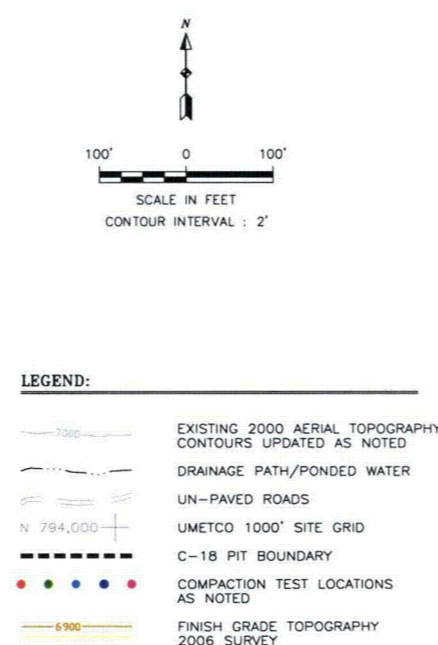 N
100' 0 100'
SCALE IN FEET
CONTOUR INTERVAL : 2'
LEGEND:
7000 EXISTING 2000 AERIAL TOPOGRAPHY
CONTOURS UPDATED AS NOTED
DRAINAGE PATH/PONDED WATER
UN-PAVED ROADS
N 794,000 UMETCO 1000' SITE GRID
C-18 PIT BOUNDARY
COMPACTION TEST LOCATIONS
AS NOTED
6900 FINISH GRADE TOPOGRAPHY
2006 SURVEY